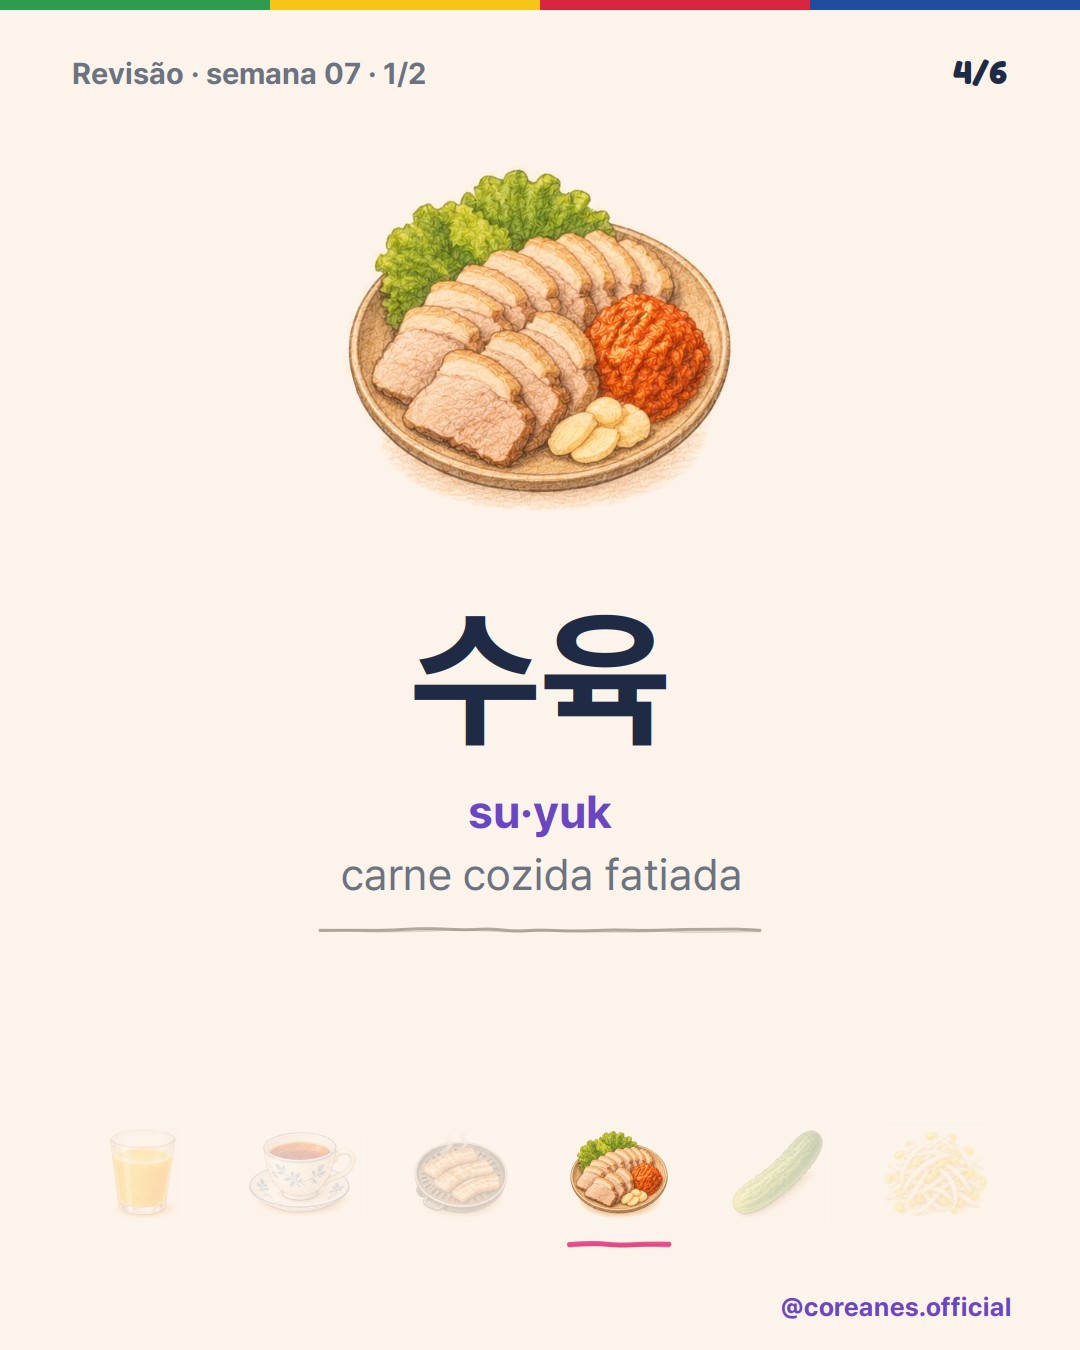 Revisão · semana 07 · 1/2
4/6
수육
su·yuk
carne cozida fatiada
@coreanes.official